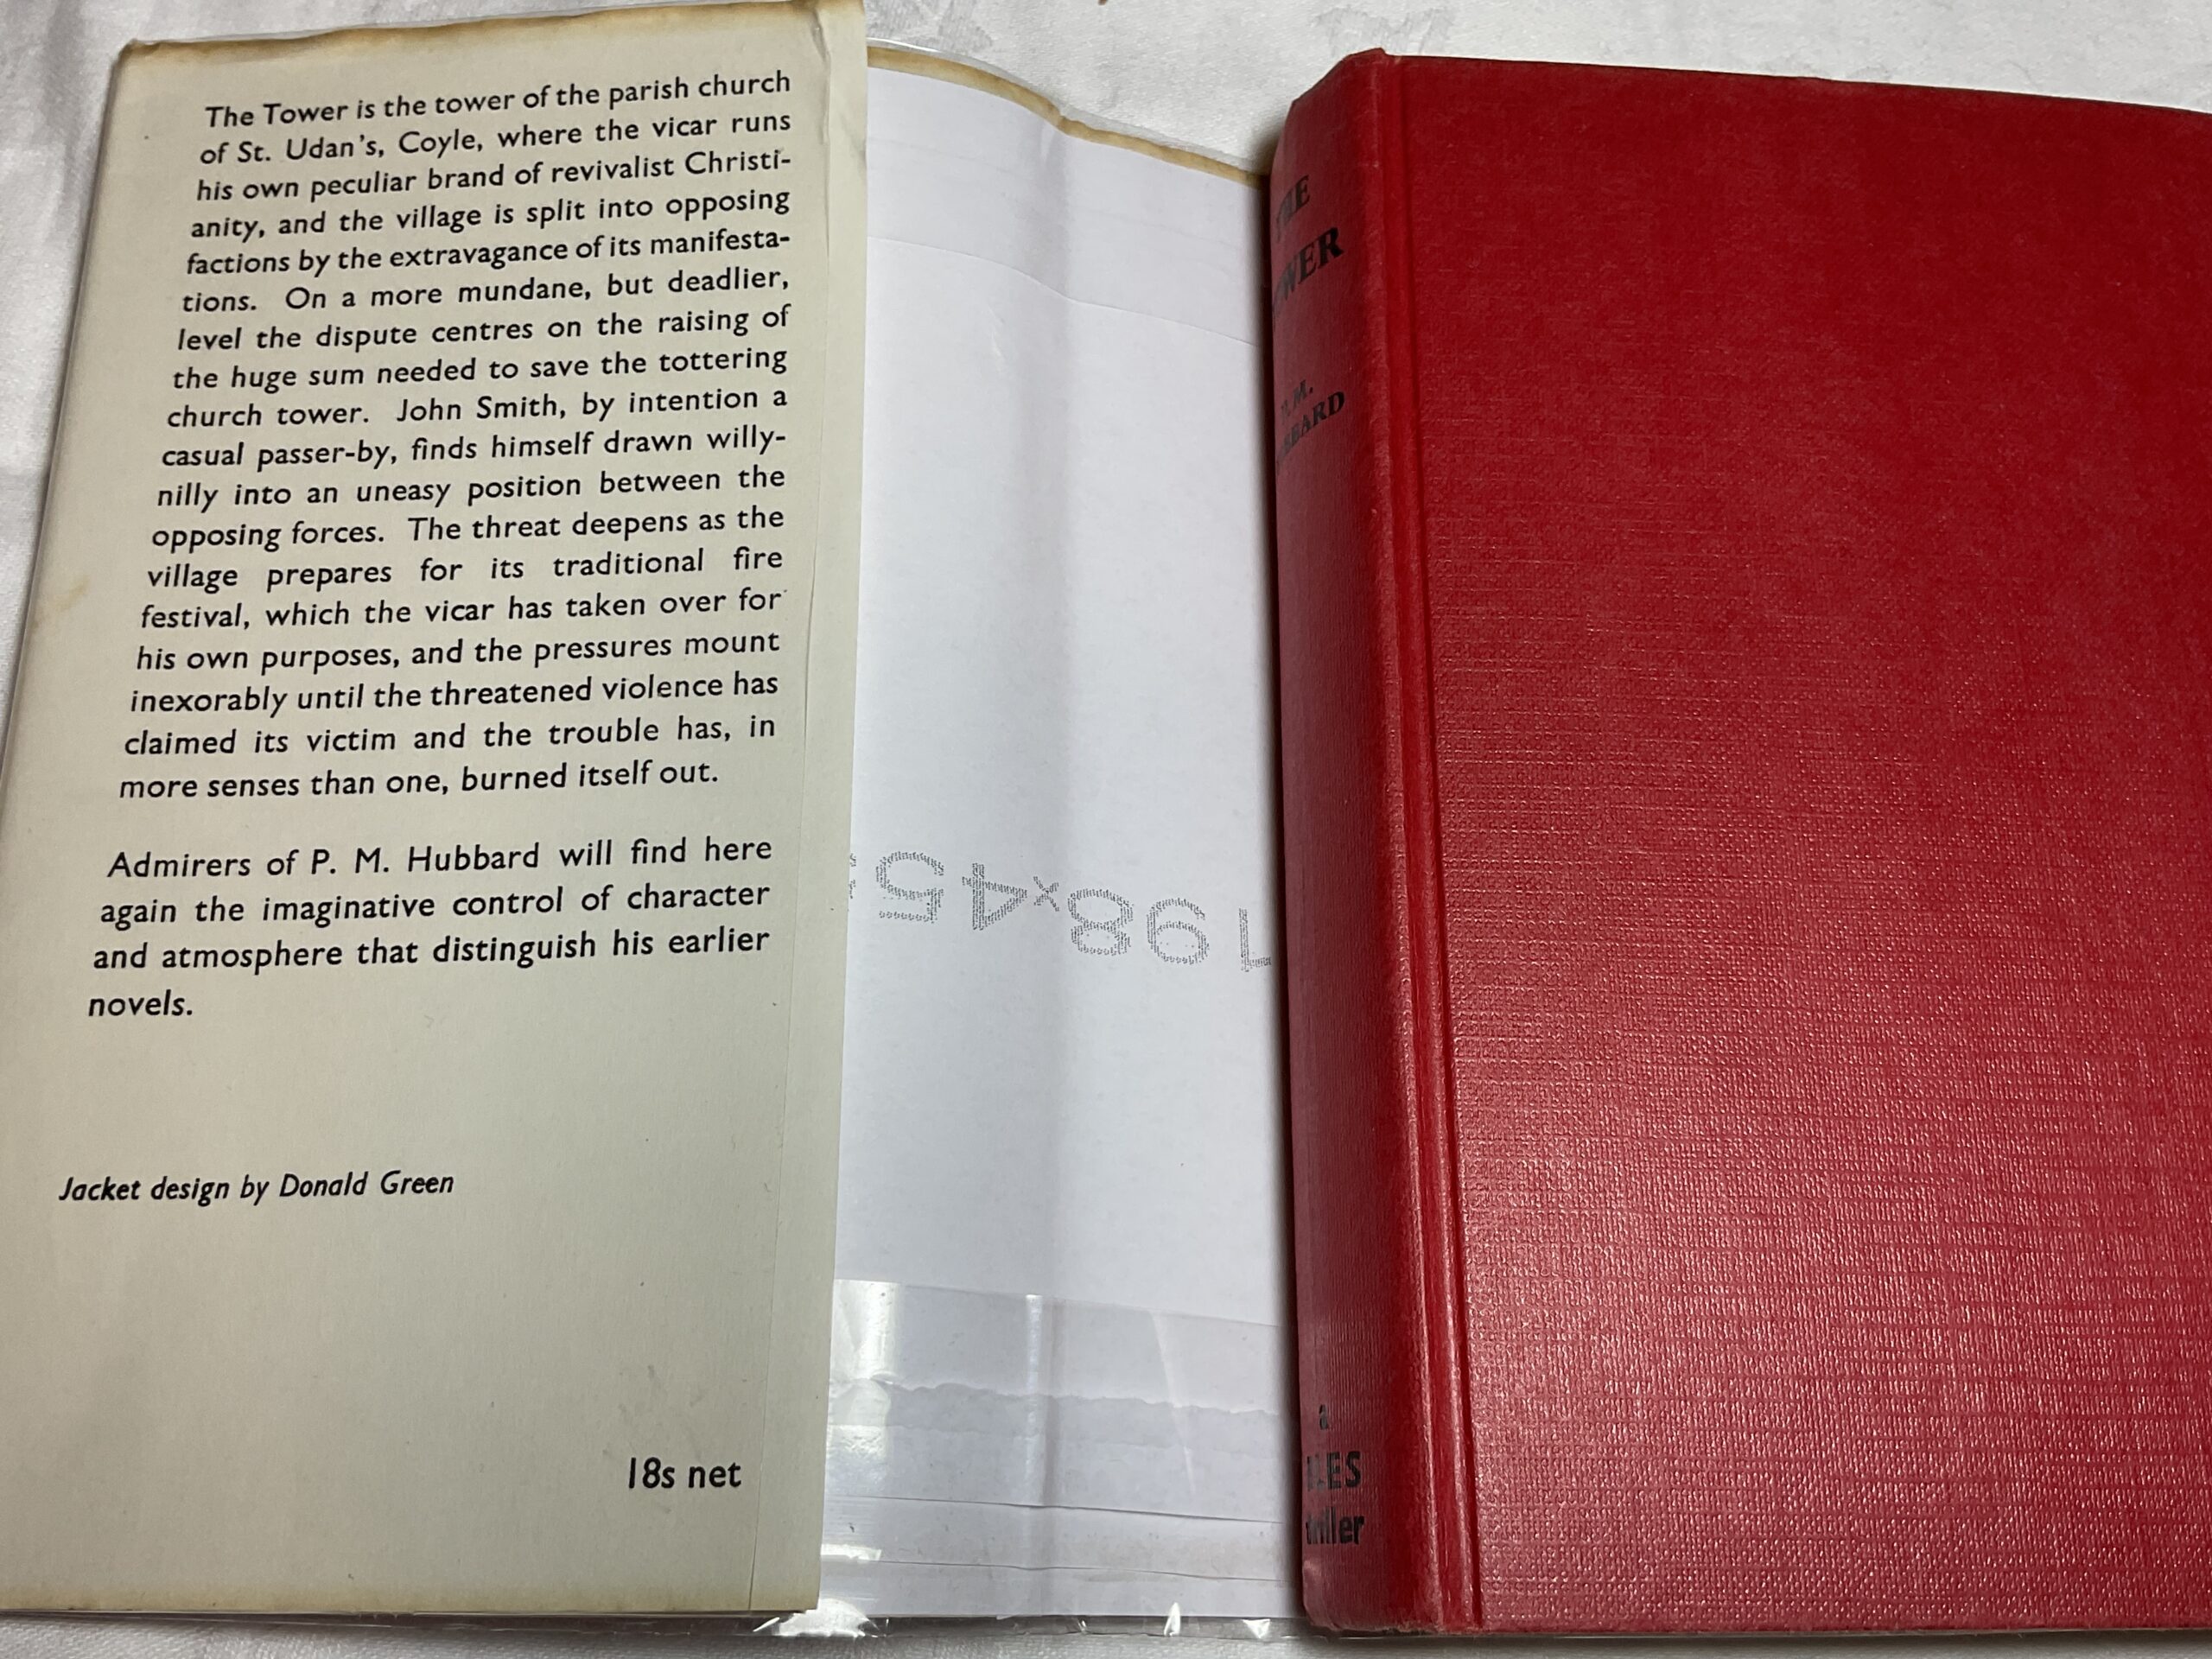 The Tower is the tower of the parish church
of St. Udan's, Coyle, where the vicar runs
his own peculiar brand of revivalist Christi-
anity, and the village is split into opposing
factions by the extravagance of its manifesta-
tions. On a more mundane, but deadlier,
level the dispute centres on the raising of
the huge sum needed to save the tottering
church tower. John Smith, by intention a
casual passer-by, finds himself drawn willy-
nilly into an uneasy position between the
opposing forces. The threat deepens as the
village prepares for its traditional fire
festival, which the vicar has taken over for
his own purposes, and the pressures mount
inexorably until the threatened violence has
claimed its victim and the trouble has, in
more senses than one, burned itself out.
Admirers of P. M. Hubbard will find here
again the imaginative control of character
and atmosphere that distinguish his earlier
novels.
Jacket design by Donald Green
18s net
198x45
THE
TOWER
P.M.
HUBBARD
a
BLES
thriller